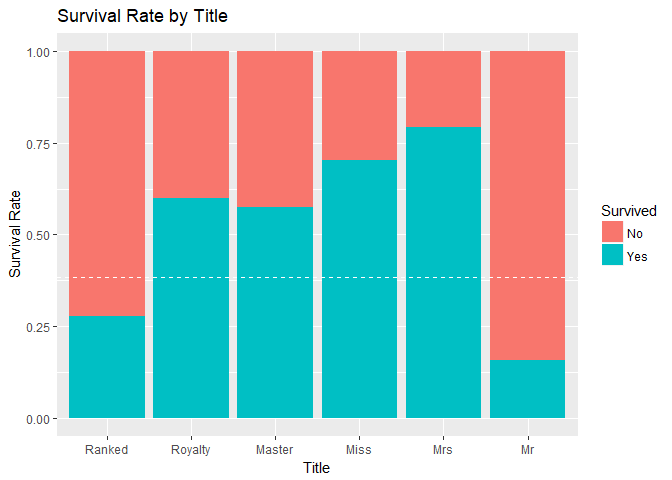 Survival Rate by Title
1.00
0.75
0.50
0.25
0.00
Survival Rate
Ranked Royalty Master Miss Mrs Mr
Title
Survived
No
Yes